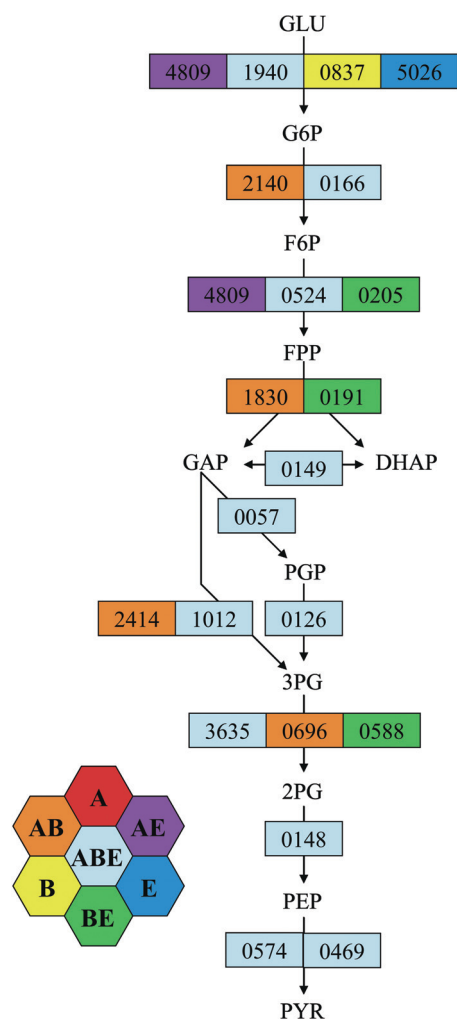 GLU
4809 1940 0837 5026
G6P
2140 0166
F6P
4809 0524 0205
FPP
1830 0191
GAP 0149 DHAP
0057
PGP
2414 1012 0126
3PG
3635 0696 0588
2PG
0148
PEP
0574 0469
PYR
A
AB AE
ABE
B E
BE